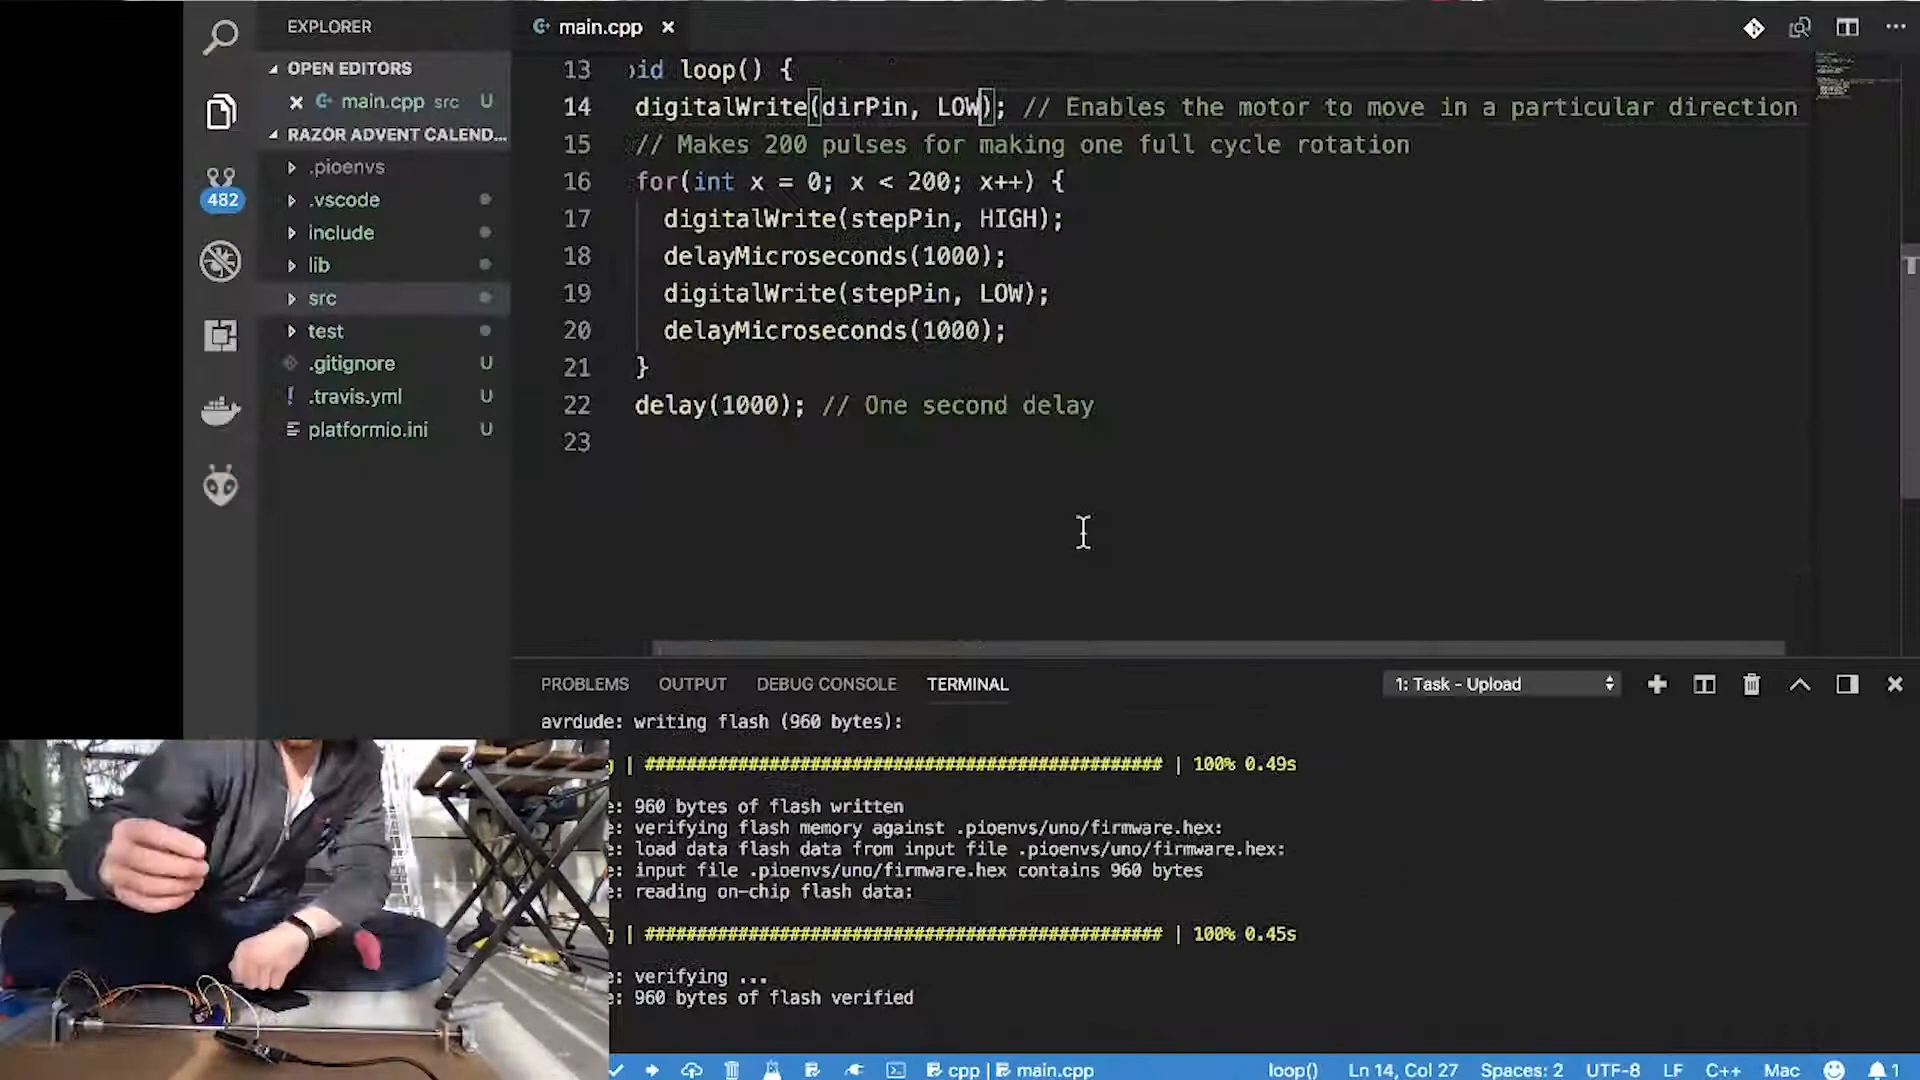 EXPLORER
OPEN EDITORS
main.cpp src U
RAZOR ADVENT CALEND...
.pioenvs
.vscode
include
lib
src
test
.gitignore U
.travis.yml U
platformio.ini U
482
main.cpp
13 id loop() {
14 digitalWrite(dirPin, LOW); // Enables the motor to move in a particular direction
15 // Makes 200 pulses for making one full cycle rotation
16 for(int x = 0; x < 200; x++) {
17 digitalWrite(stepPin, HIGH);
18 delayMicroseconds(1000);
19 digitalWrite(stepPin, LOW);
20 delayMicroseconds(1000);
21 }
22 delay(1000); // One second delay
23
PROBLEMS OUTPUT DEBUG CONSOLE TERMINAL 1: Task - Upload
avrdude: writing flash (960 bytes):
g | ################################################## | 100% 0.49s
e: 960 bytes of flash written
e: verifying flash memory against .pioenvs/uno/firmware.hex:
e: load data flash data from input file .pioenvs/uno/firmware.hex:
e: input file .pioenvs/uno/firmware.hex contains 960 bytes
e: reading on-chip flash data:
g | ################################################## | 100% 0.45s
e: verifying ...
e: 960 bytes of flash verified
cpp | main.cpp loop() Ln 14, Col 27 Spaces: 2 UTF-8 LF C++ Mac 1